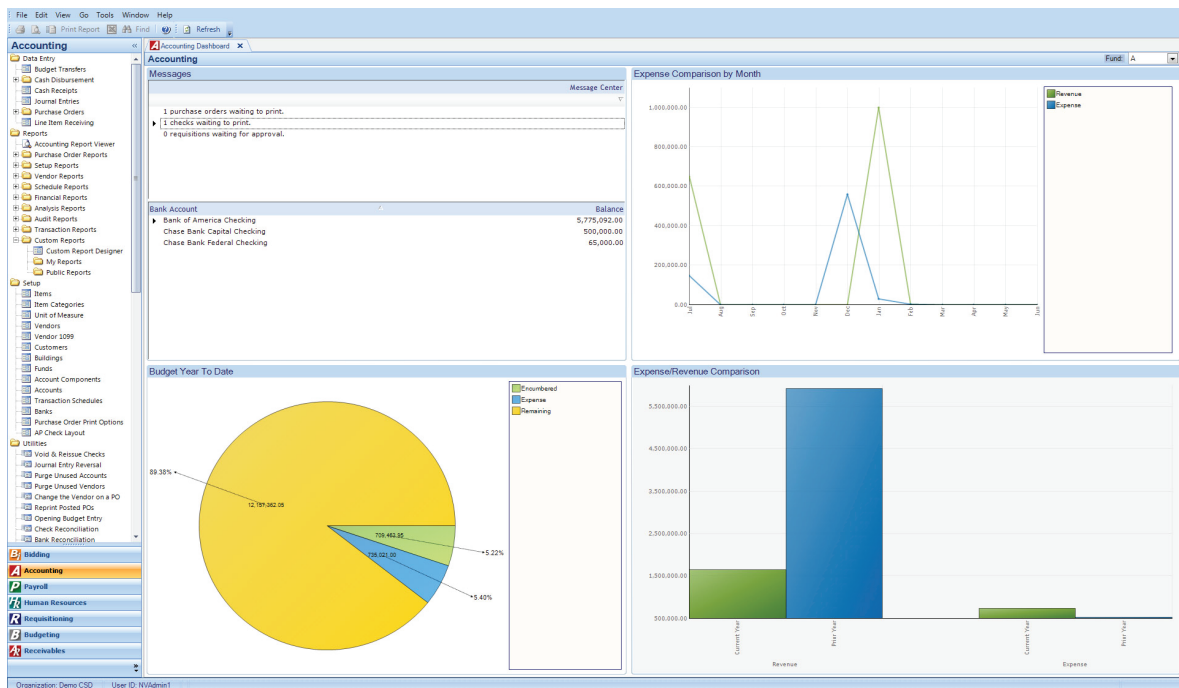 File Edit View Go Tools Window Help
Print Report Find Refresh
Accounting
Data Entry
Budget Transfers
Cash Disbursement
Cash Receipts
Journal Entries
Purchase Orders
Line Item Receiving
Reports
Accounting Report Viewer
Purchase Order Reports
Setup Reports
Vendor Reports
Schedule Reports
Financial Reports
Analysis Reports
Audit Reports
Transaction Reports
Custom Reports
Custom Report Designer
My Reports
Public Reports
Setup
Items
Item Categories
Unit of Measure
Vendors
Vendor 1099
Customers
Buildings
Funds
Account Components
Accounts
Transaction Schedules
Banks
Purchase Order Print Options
AP Check Layout
Utilities
Void & Reissue Checks
Journal Entry Reversal
Purge Unused Accounts
Purge Unused Vendors
Change the Vendor on a PO
Reprint Posted POs
Opening Budget Entry
Check Reconciliation
Bank Reconciliation
Bidding
Accounting
Payroll
Human Resources
Requisitioning
Budgeting
Receivables
Accounting Dashboard
Accounting
Fund: A
Messages
Message Center
1 purchase orders waiting to print.
1 checks waiting to print.
0 requisitions waiting for approval.
Bank Account Balance
Bank of America Checking 5,775,092.00
Chase Bank Capital Checking 500,000.00
Chase Bank Federal Checking 65,000.00
Expense Comparison by Month
Revenue
Expense
1,000,000.00
800,000.00
600,000.00
400,000.00
200,000.00
0.00
Jul Aug Sep Oct Nov Dec Jan Feb Mar Apr May Jun
Budget Year To Date
Encumbered
Expense
Remaining
89.38%
12,157,362.05
709,463.95
5.22%
735,021.00
5.40%
Expense/Revenue Comparison
5,500,000.00
4,500,000.00
3,500,000.00
2,500,000.00
1,500,000.00
500,000.00
Current Year Prior Year Current Year Prior Year
Revenue Expense
Organization: Demo CSD User ID: NVAdmin1